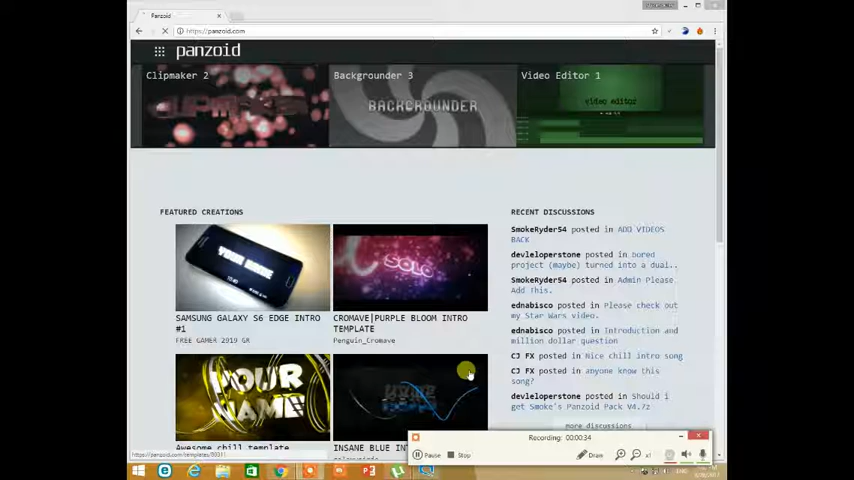 Panzoid
https://panzoid.com
panzoid
Clipmaker 2
Backgrounder 3
Video Editor 1
BACKGROUNDER
video editor
FEATURED CREATIONS
YOUR NAME
SAMSUNG GALAXY S6 EDGE INTRO
#1
FREE GAMER 2019 GR
SOLO
CROMAVE|PURPLE BLOOM INTRO
TEMPLATE
Penguin_Cromave
YOUR
NAME
Awesome chill template
INSANE BLUE INT
RECENT DISCUSSIONS
SmokeRyder54 posted in ADD VIDEOS
BACK
devleloperstone posted in bored
project (maybe) turned into a dual..
SmokeRyder54 posted in Admin Please
Add This.
ednabisco posted in Please check out
my Star Wars video.
ednabisco posted in Introduction and
million dollar question
CJ FX posted in Nice chill intro song
CJ FX posted in anyone know this
song?
devleloperstone posted in Should i
get Smoke's Panzoid Pack V4.7z
more discussions
Recording: 00:00:34
Pause
Stop
Draw